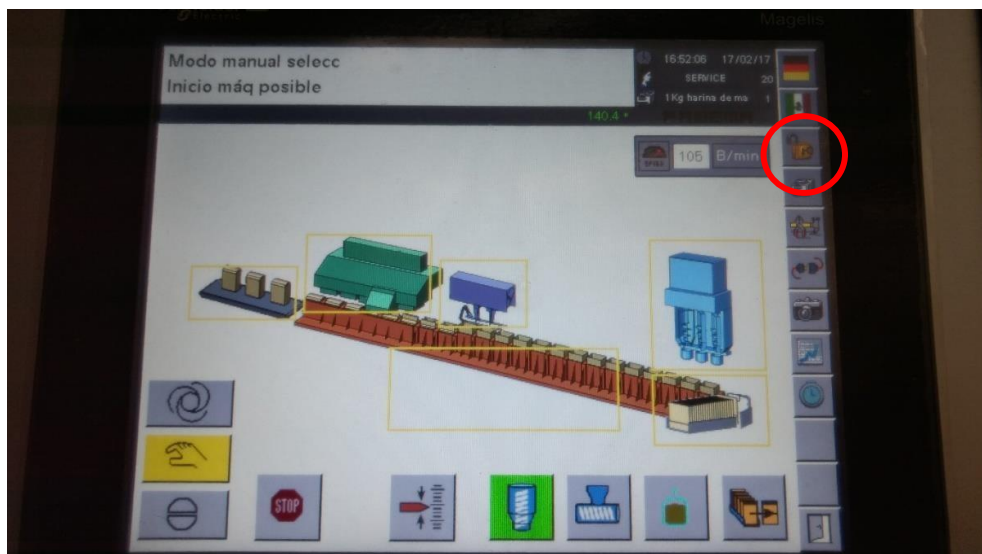 Magelis
Modo manual selecc
Inicio máq posible
16:52:06 17/02/17
SERVICE 20
1Kg harina de ma 1
140.4 °
105 B/min
STOP